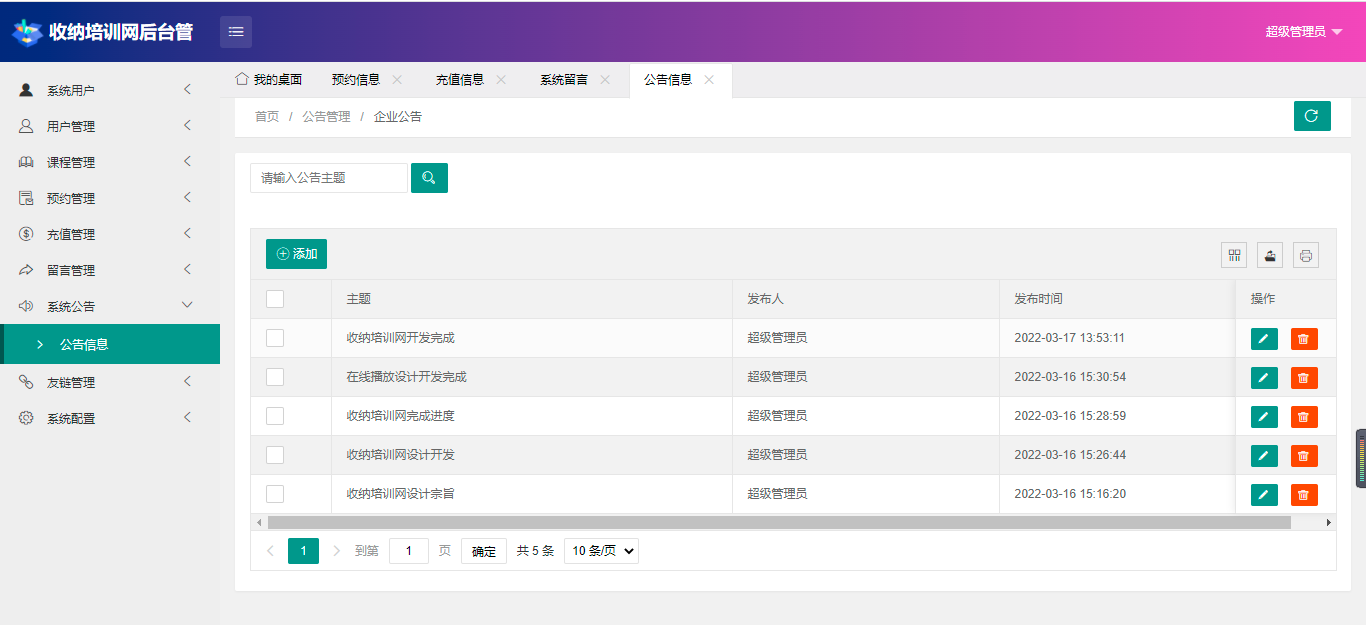 收纳培训网后台管
超级管理员
系统用户
用户管理
课程管理
预约管理
充值管理
留言管理
系统公告
公告信息
友链管理
系统配置
我的桌面 预约信息 充值信息 系统留言 公告信息
首页 / 公告管理 / 企业公告
请输入公告主题
添加
主题 发布人 发布时间 操作
收纳培训网开发完成 超级管理员 2022-03-17 13:53:11
在线播放设计开发完成 超级管理员 2022-03-16 15:30:54
收纳培训网完成进度 超级管理员 2022-03-16 15:28:59
收纳培训网设计开发 超级管理员 2022-03-16 15:26:44
收纳培训网设计宗旨 超级管理员 2022-03-16 15:16:20
1 到第 1 页 确定 共 5 条 10 条/页